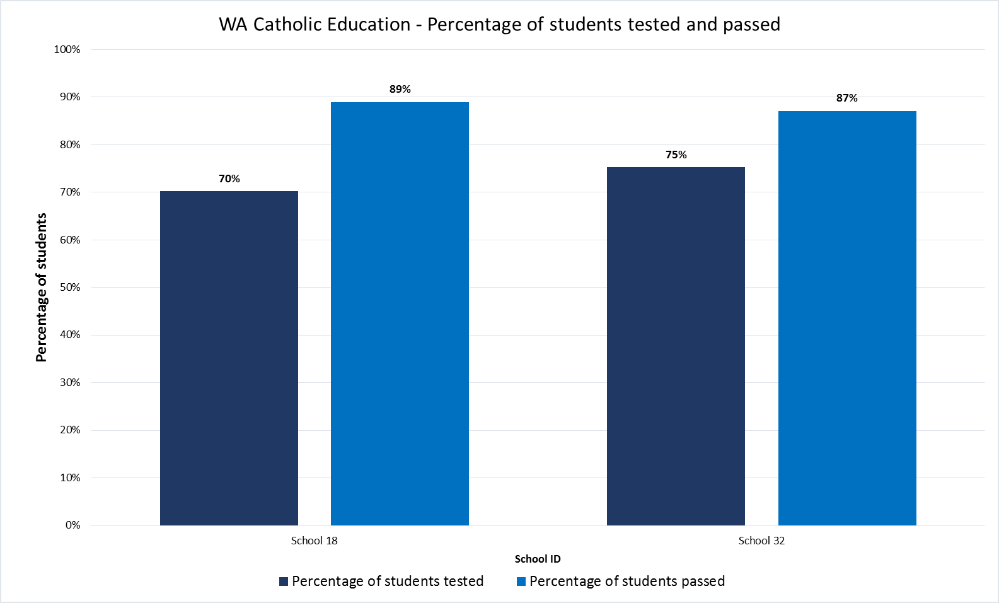 WA Catholic Education - Percentage of students tested and passed
100%
90%
80%
70%
60%
50%
40%
30%
20%
10%
0%
Percentage of students
70%
89%
75%
87%
School 18
School 32
School ID
Percentage of students tested
Percentage of students passed